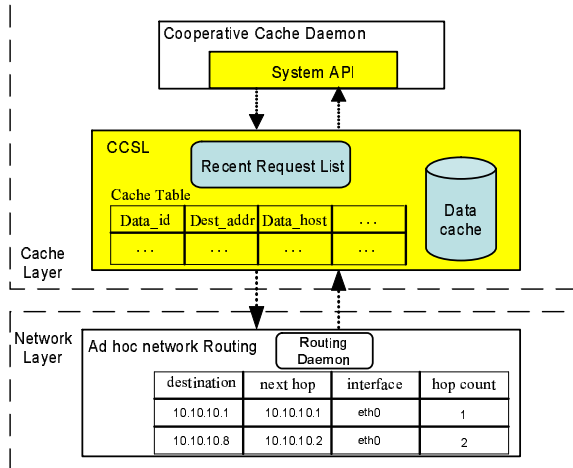 Cooperative Cache Daemon
System API
CCSL
Recent Request List
Cache Table
Data_id Dest_addr Data_host ...
... ... ... ...
Data
cache
Cache
Layer
Network
Layer
Ad hoc network Routing
Routing
Daemon
destination next hop interface hop count
10.10.10.1 10.10.10.1 eth0 1
10.10.10.8 10.10.10.2 eth0 2